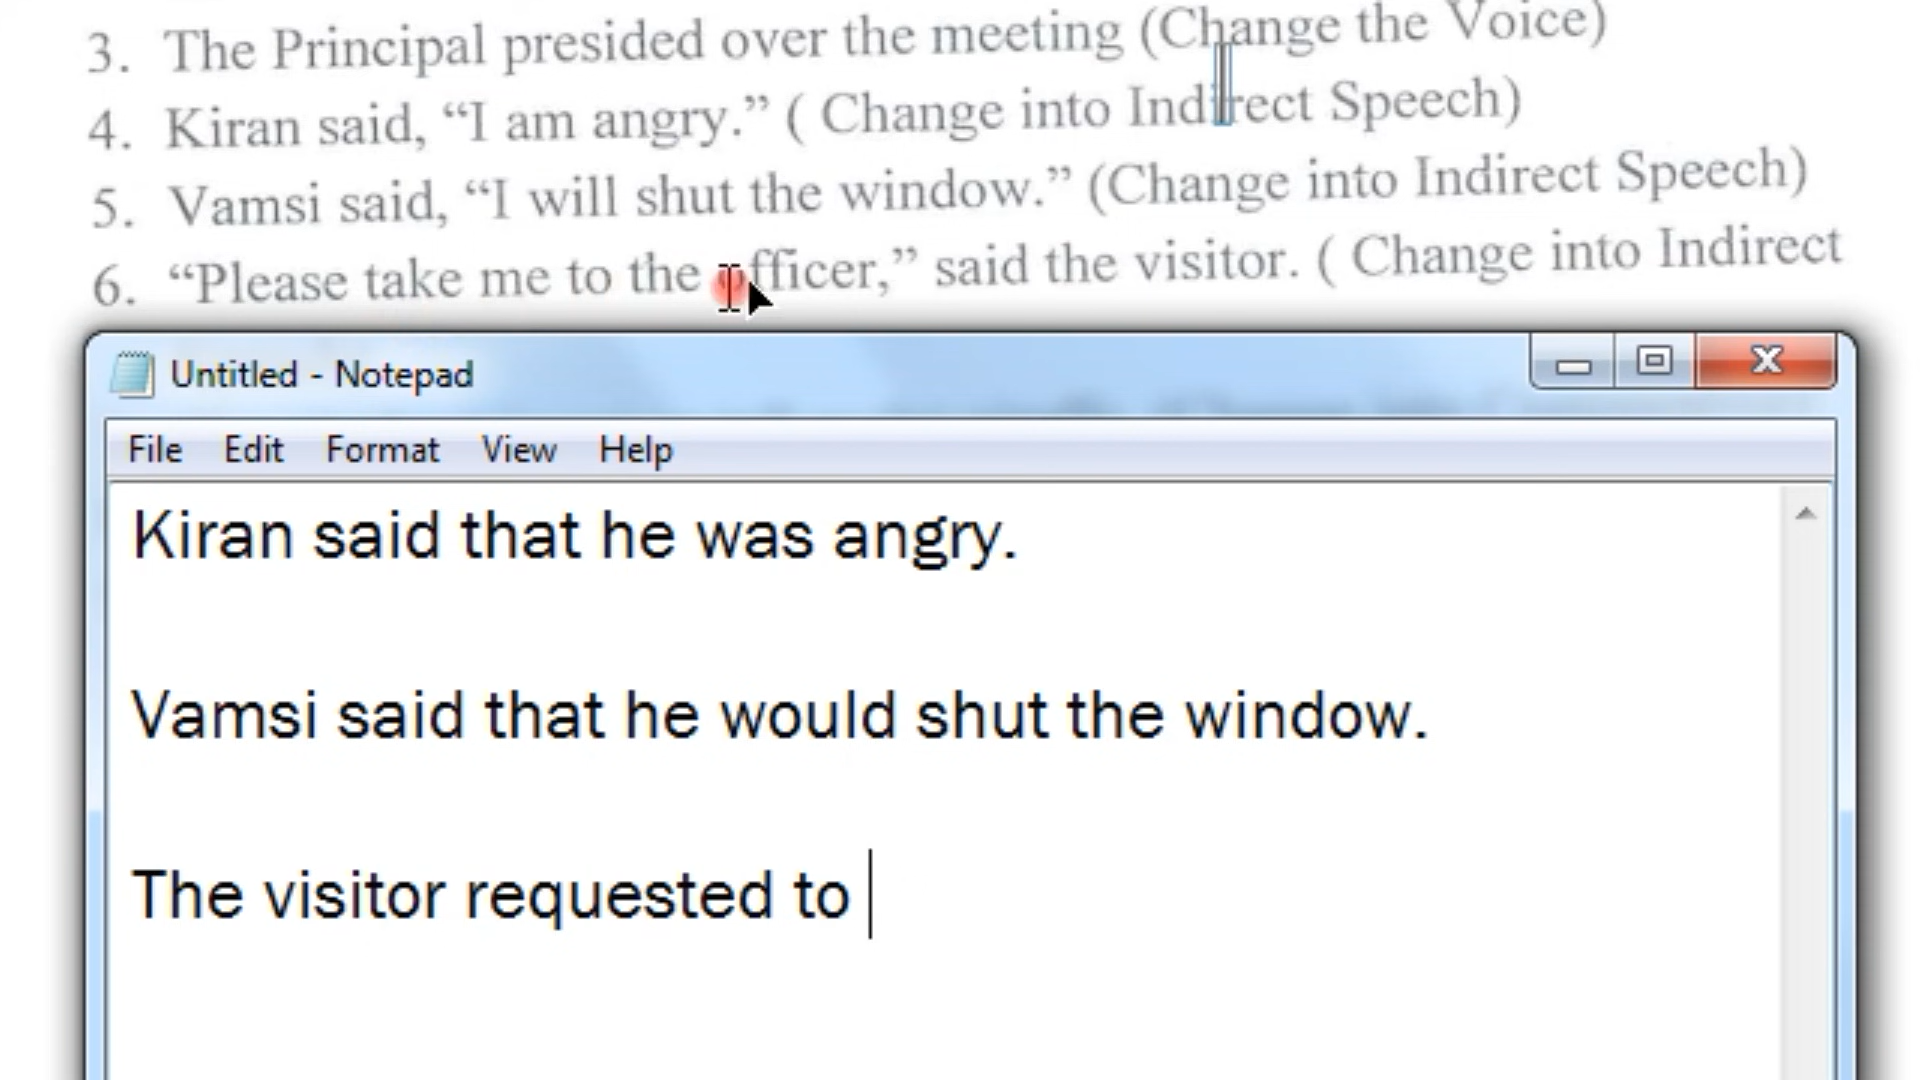 3. The Principal presided over the meeting (Change the Voice)
4. Kiran said, “I am angry.” ( Change into Indirect Speech)
5. Vamsi said, “I will shut the window.” (Change into Indirect Speech)
6. “Please take me to the officer,” said the visitor. ( Change into Indirect
Untitled - Notepad
File Edit Format View Help
Kiran said that he was angry.
Vamsi said that he would shut the window.
The visitor requested to